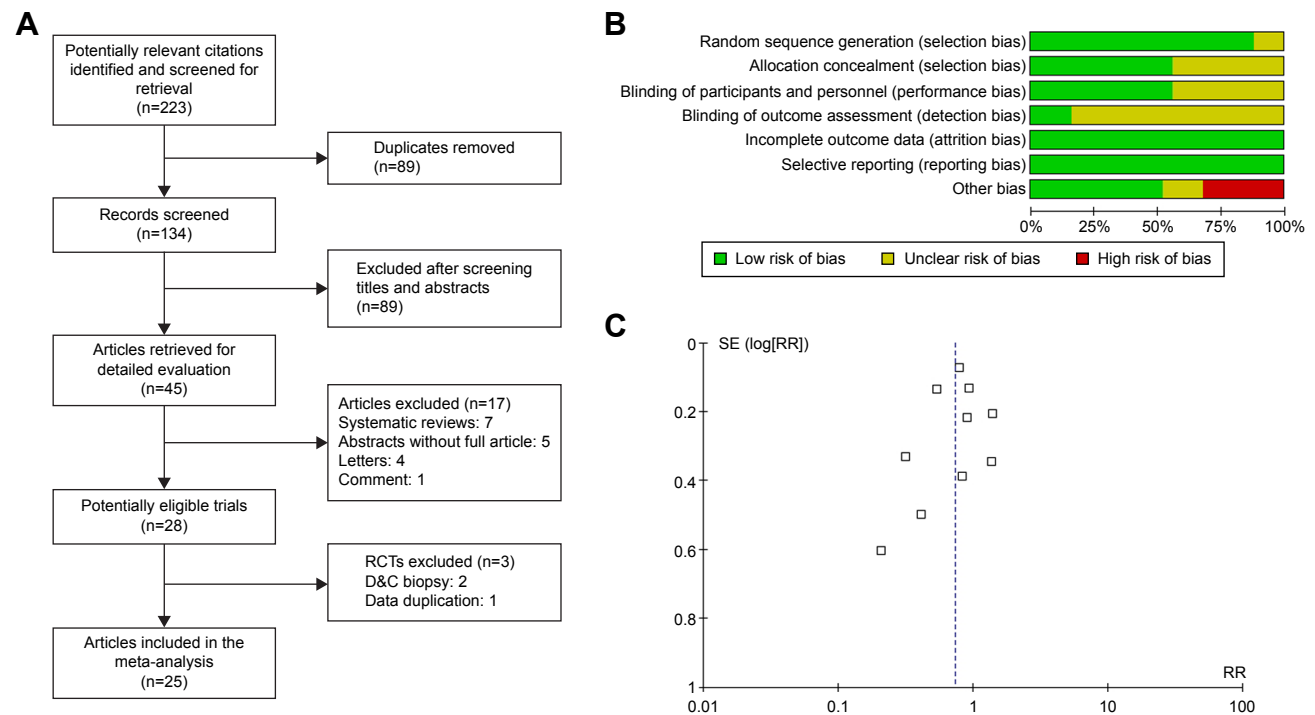 A
Potentially relevant citations
identified and screened for
retrieval
(n=223)
Duplicates removed
(n=89)
Records screened
(n=134)
Excluded after screening
titles and abstracts
(n=89)
Articles retrieved for
detailed evaluation
(n=45)
Articles excluded (n=17)
Systematic reviews: 7
Abstracts without full article: 5
Letters: 4
Comment: 1
Potentially eligible trials
(n=28)
RCTs excluded (n=3)
D&C biopsy: 2
Data duplication: 1
Articles included in the
meta-analysis
(n=25)
B
Random sequence generation (selection bias)
Allocation concealment (selection bias)
Blinding of participants and personnel (performance bias)
Blinding of outcome assessment (detection bias)
Incomplete outcome data (attrition bias)
Selective reporting (reporting bias)
Other bias
0% 25% 50% 75% 100%
Low risk of bias Unclear risk of bias High risk of bias
C
SE (log[RR])
0
0.2
0.4
0.6
0.8
1
RR
0.01 0.1 1 10 100